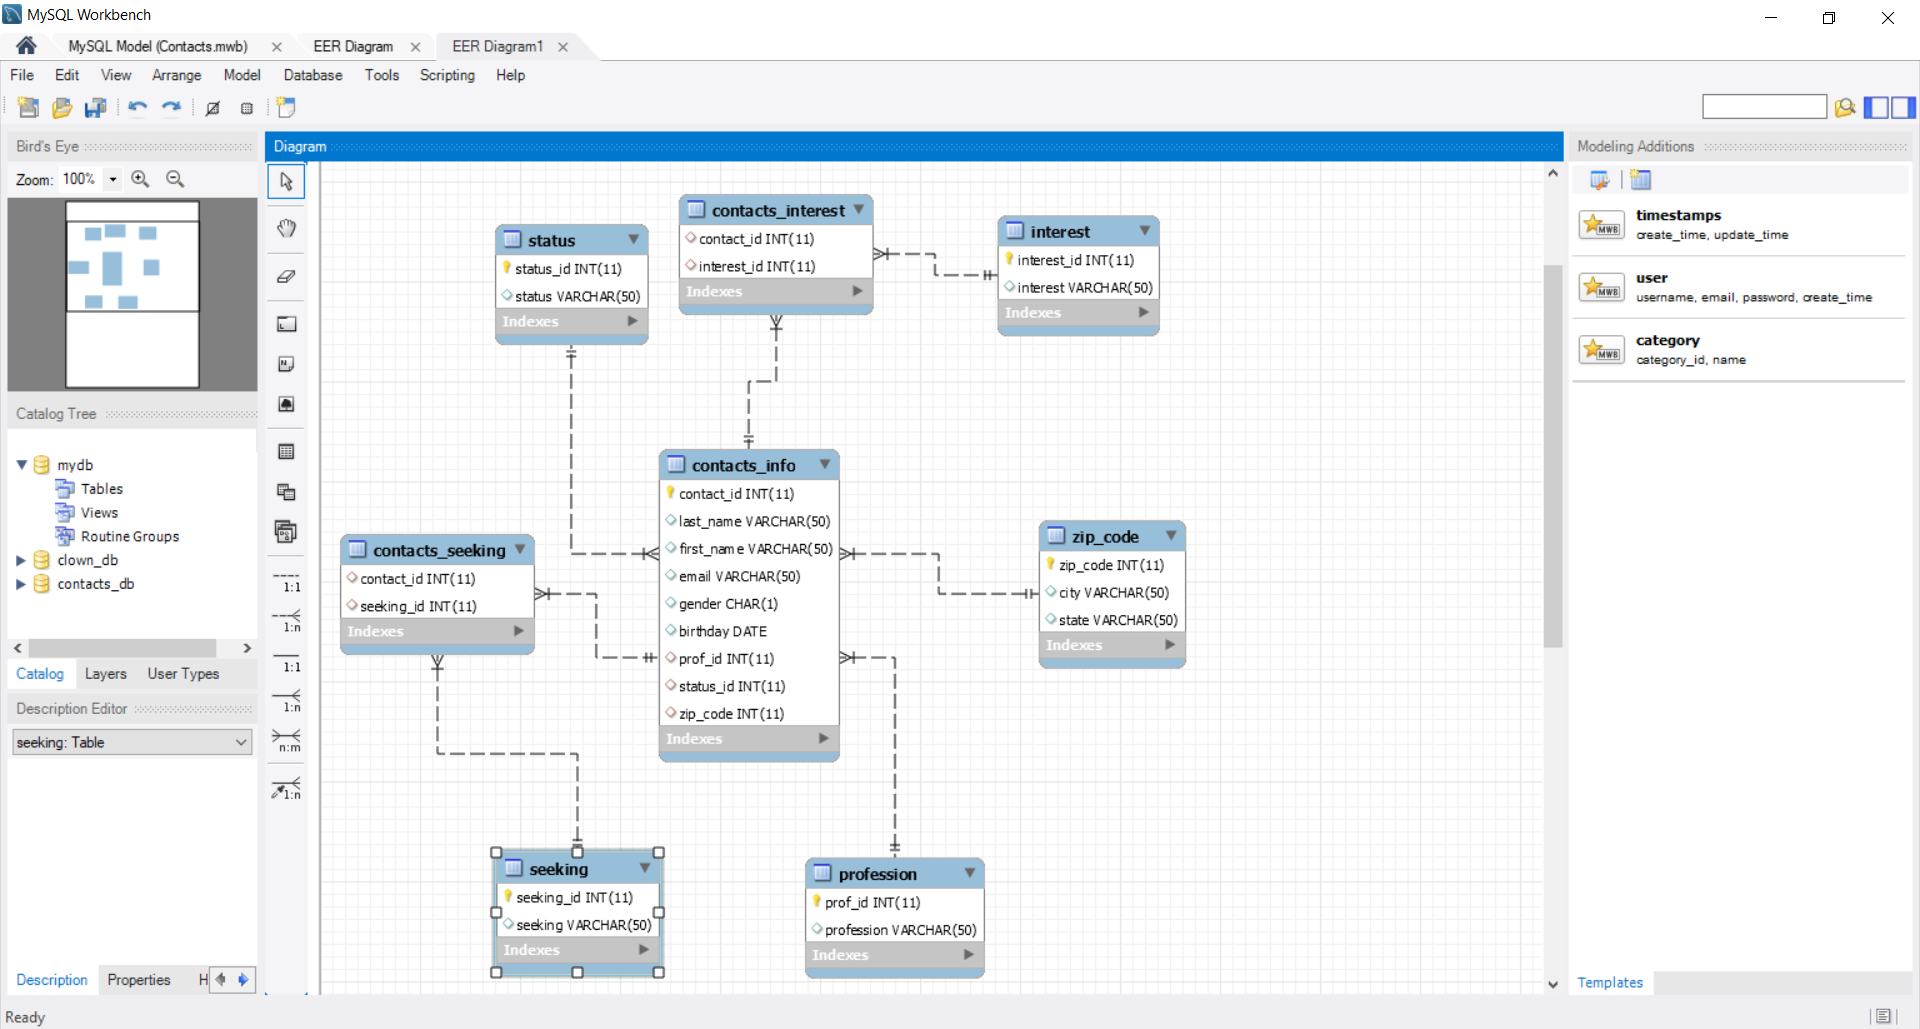 MySQL Workbench
MySQL Model (Contacts.mwb)
EER Diagram
EER Diagram1
File Edit View Arrange Model Database Tools Scripting Help
Bird's Eye
Zoom: 100%
Catalog Tree
mydb
Tables
Views
Routine Groups
clown_db
contacts_db
Catalog Layers User Types
Description Editor
seeking: Table
Description Properties H
Ready
1:1
1:n
1:1
1:n
n:m
1:n
Diagram
status
status_id INT(11)
status VARCHAR(50)
Indexes
contacts_interest
contact_id INT(11)
interest_id INT(11)
Indexes
interest
interest_id INT(11)
interest VARCHAR(50)
Indexes
contacts_seeking
contact_id INT(11)
seeking_id INT(11)
Indexes
contacts_info
contact_id INT(11)
last_name VARCHAR(50)
first_name VARCHAR(50)
email VARCHAR(50)
gender CHAR(1)
birthday DATE
prof_id INT(11)
status_id INT(11)
zip_code INT(11)
Indexes
zip_code
zip_code INT(11)
city VARCHAR(50)
state VARCHAR(50)
Indexes
seeking
seeking_id INT(11)
seeking VARCHAR(50)
Indexes
profession
prof_id INT(11)
profession VARCHAR(50)
Indexes
Modeling Additions
MWB
timestamps
create_time, update_time
MWB
user
username, email, password, create_time
MWB
category
category_id, name
Templates